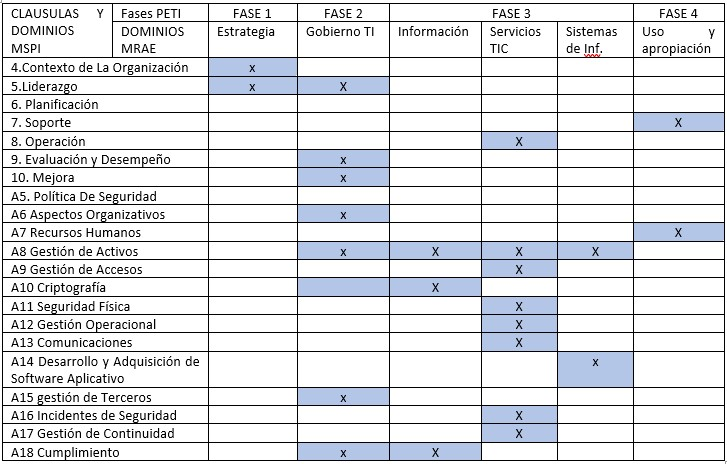 CLAUSULAS Y DOMINIOS MSPI | Fases PETI | FASE 1 | FASE 2 | FASE 3 | FASE 4
DOMINIOS MRAE | Estrategia | Gobierno TI | Información | Servicios TIC | Sistemas de Inf. | Uso y apropiación
4.Contexto de La Organización x
5.Liderazgo x X
6. Planificación
7. Soporte X
8. Operación X
9. Evaluación y Desempeño x
10. Mejora x
A5. Política De Seguridad
A6 Aspectos Organizativos x
A7 Recursos Humanos X
A8 Gestión de Activos x X X X
A9 Gestión de Accesos X
A10 Criptografía X
A11 Seguridad Física X
A12 Gestión Operacional X
A13 Comunicaciones X
A14 Desarrollo y Adquisición de Software Aplicativo x
A15 gestión de Terceros x
A16 Incidentes de Seguridad X
A17 Gestión de Continuidad X
A18 Cumplimiento x X